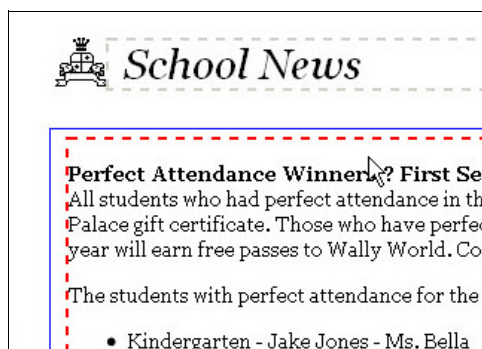 School News
Perfect Attendance Winners? First Se
All students who had perfect attendance in th
Palace gift certificate. Those who have perfec
year will earn free passes to Wally World. Co
The students with perfect attendance for the
• Kindergarten - Jake Jones - Ms. Bella